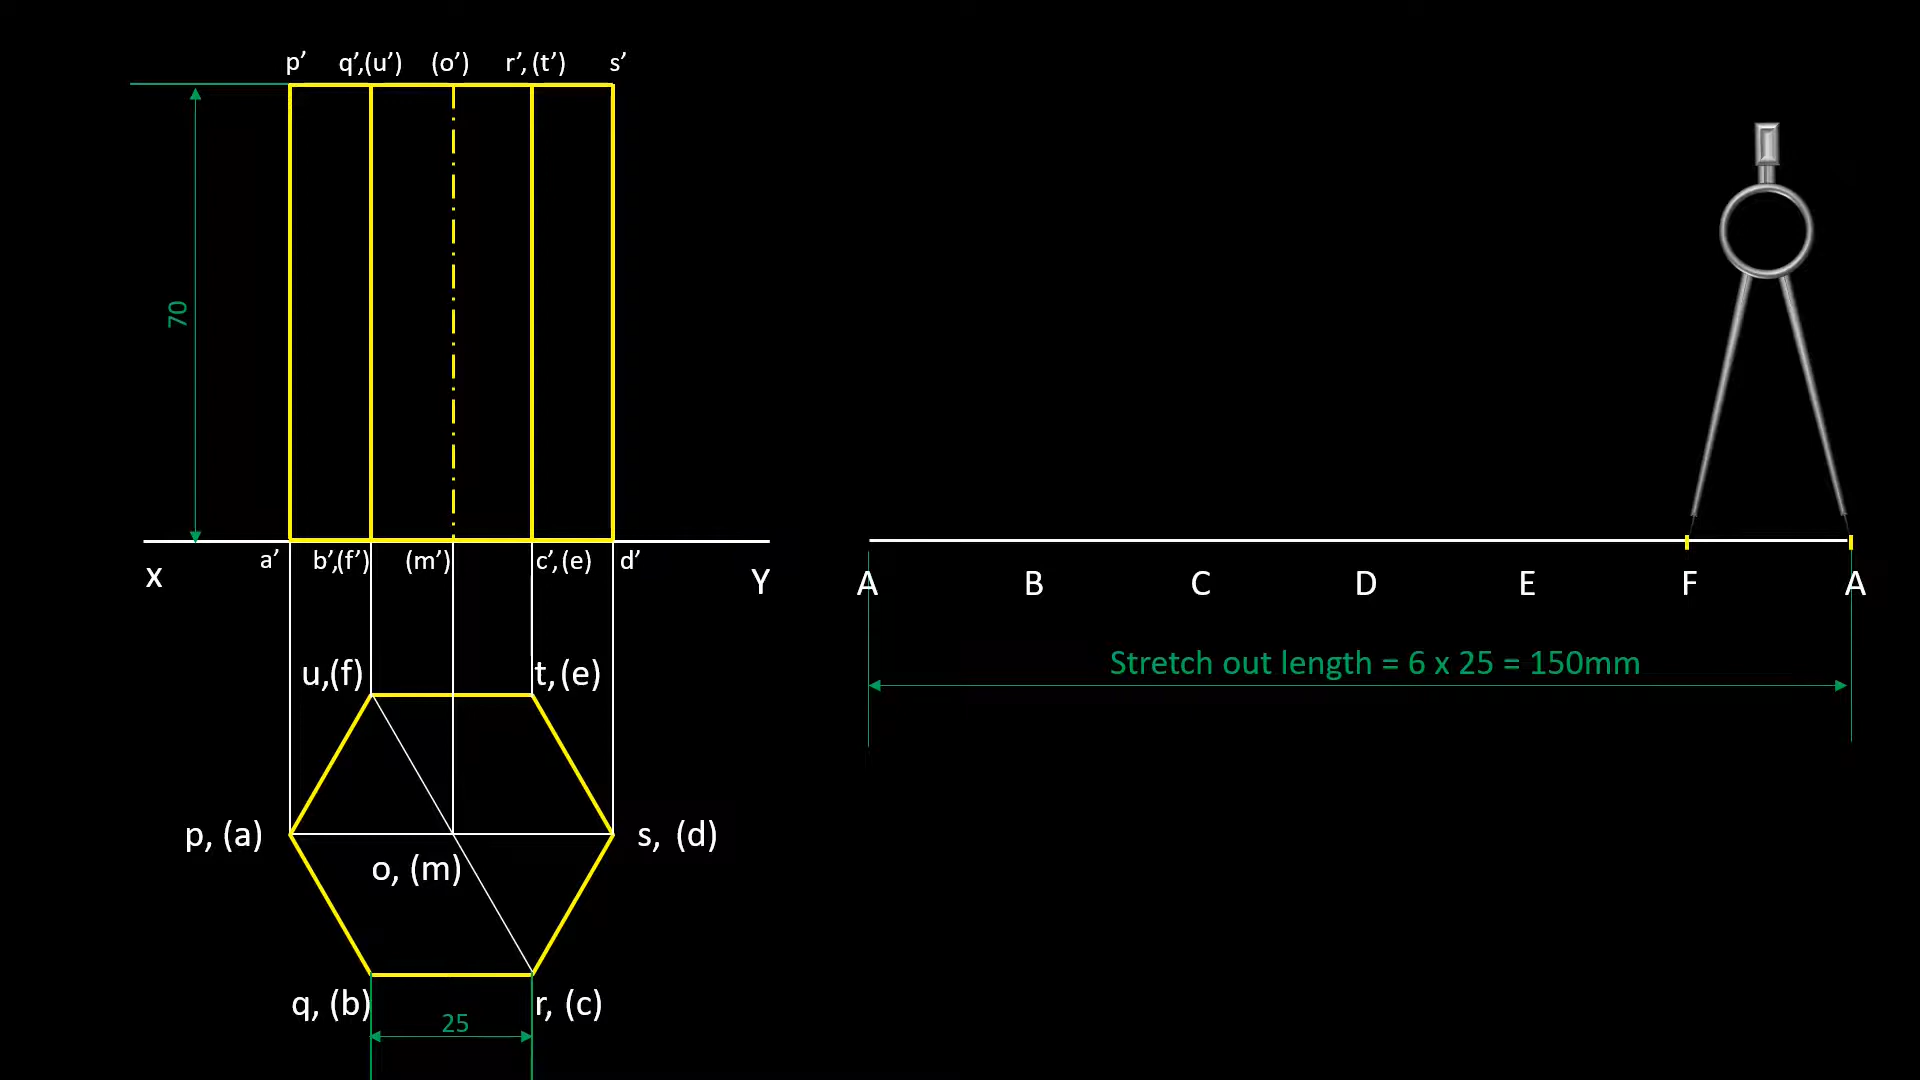 p’ q’,(u’) (o’) r’, (t’) s’
70
a’ b’,(f’) (m’) c’, (e) d’
X Y
A B C D E F A
Stretch out length = 6 x 25 = 150mm
u,(f) t, (e)
p, (a) s, (d)
o, (m)
q, (b) r, (c)
25